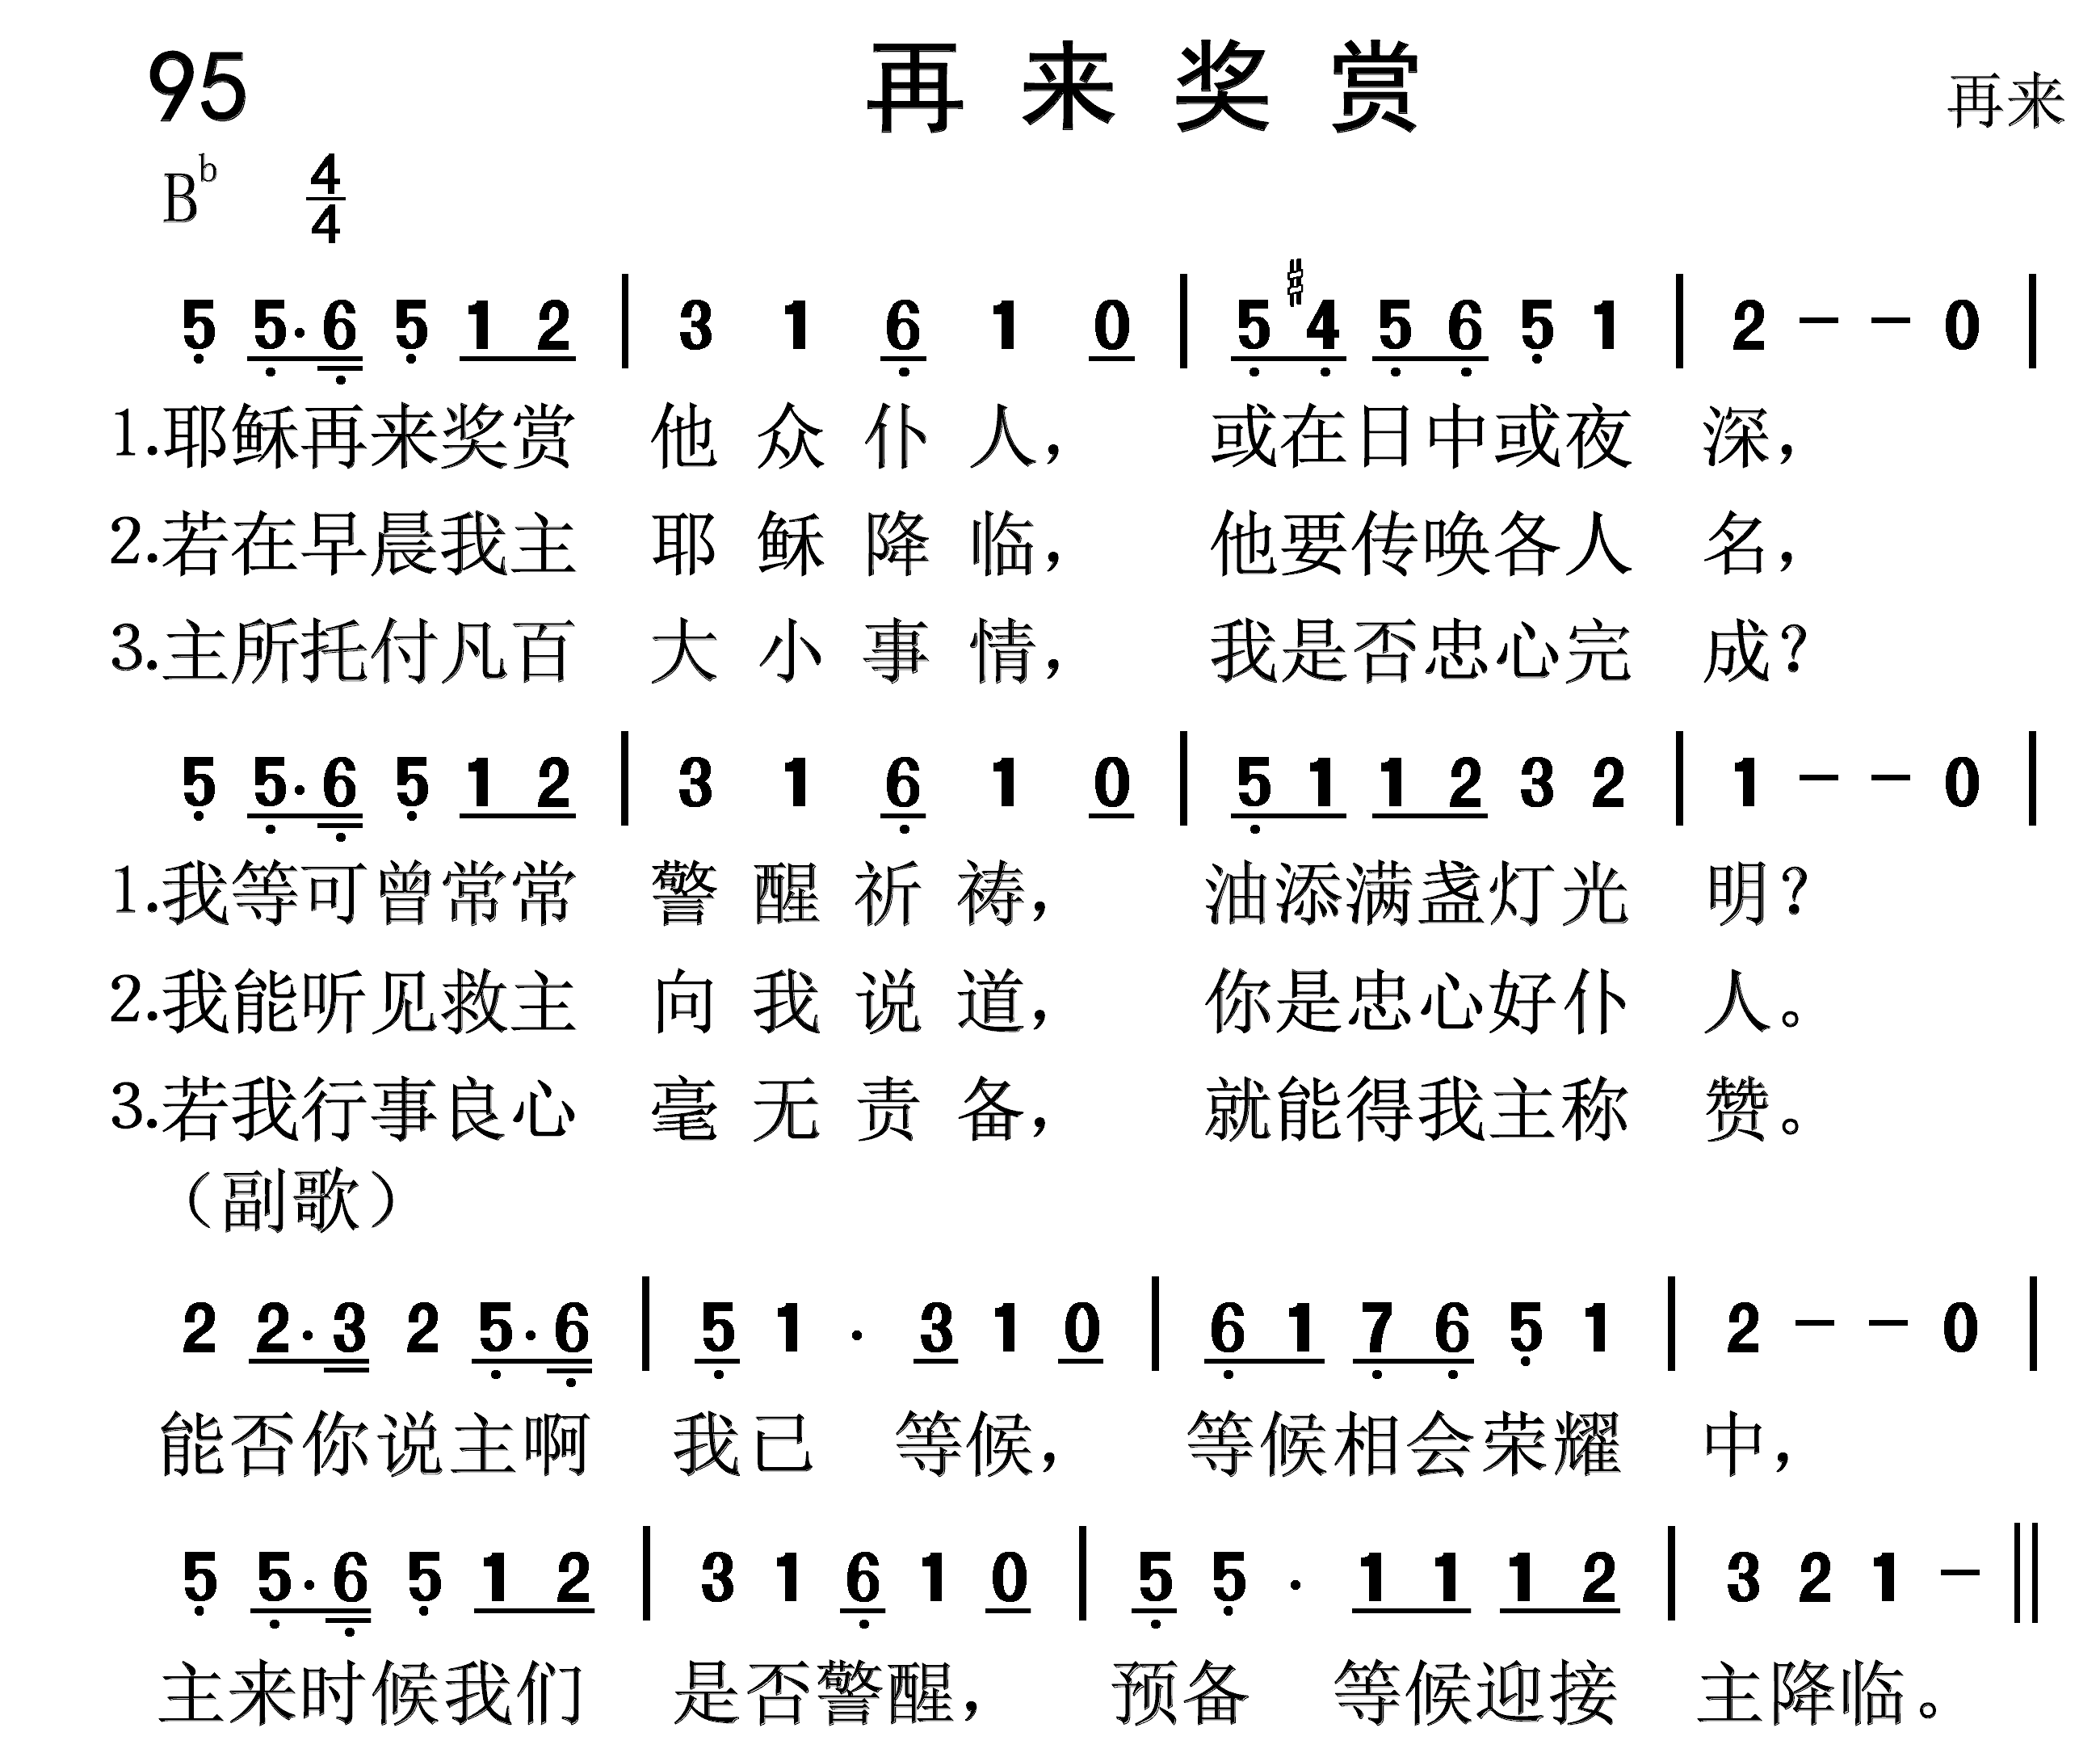 95 再来奖赏 再来
Bb 4/4
5 5·6 5 1 2 | 3 1 6 1 0 | 5 #4 5 6 5 1 | 2 - - 0 |
1.耶稣再来奖赏 他众仆人， 或在日中或夜 深，
2.若在早晨我主 耶稣降临， 他要传唤各人 名，
3.主所托付凡百 大小事情， 我是否忠心完 成？
5 5·6 5 1 2 | 3 1 6 1 0 | 5 1 1 2 3 2 | 1 - - 0 |
1.我等可曾常常 警醒祈祷， 油添满盏灯光 明？
2.我能听见救主 向我说道， 你是忠心好仆 人。
3.若我行事良心 毫无责备， 就能得我主称 赞。
（副歌）
2 2·3 2 5·6 | 5 1 · 3 1 0 | 6 1 7 6 5 1 | 2 - - 0 |
能否你说主啊 我已 等候， 等候相会荣耀 中，
5 5·6 5 1 2 | 3 1 6 1 0 | 5 5 · 1 1 1 2 | 3 2 1 - ||
主来时候我们 是否警醒， 预备 等候迎接 主降临。